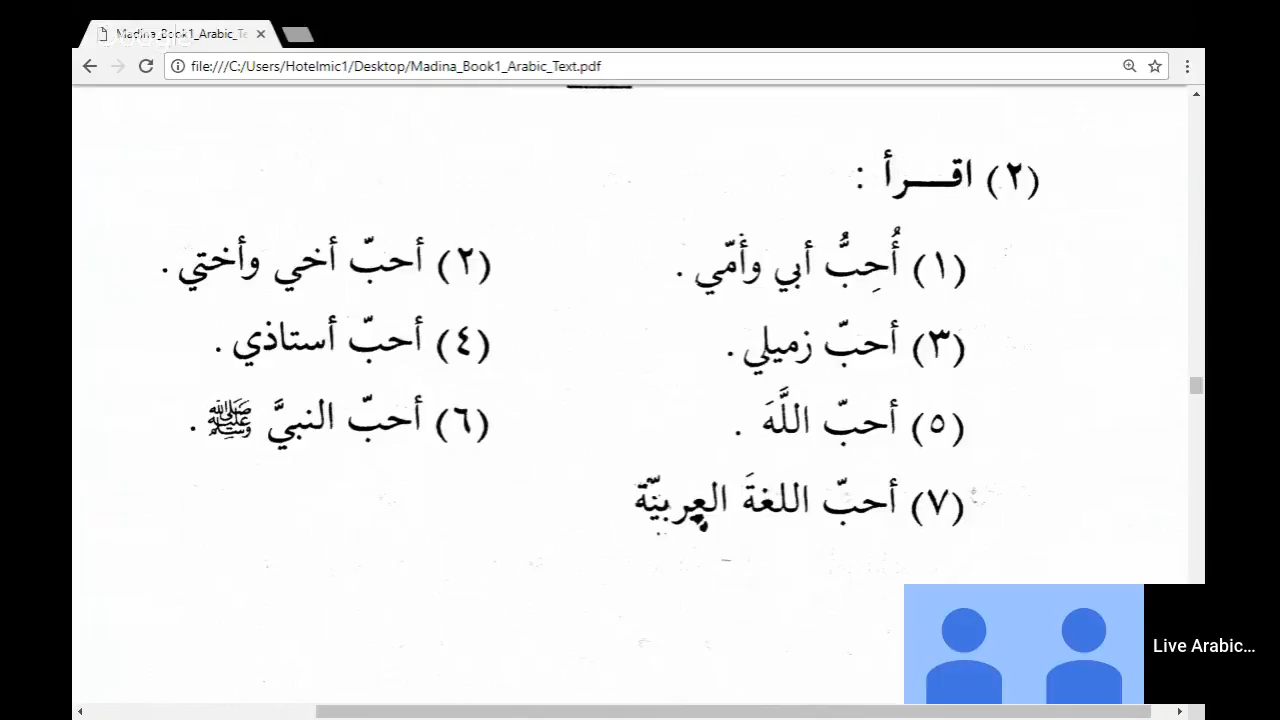 Madina_Book1_Arabic_Te
file:///C:/Users/Hotelmic1/Desktop/Madina_Book1_Arabic_Text.pdf
(٢) اقـــرأ :
(١) أُحِبُّ أبي وأمّي .
(٢) أحبّ أخي وأختي .
(٣) أحبّ زميلي .
(٤) أحبّ أستاذي .
(٥) أحبّ اللَّهَ .
(٦) أحبّ النبيَّ ﷺ .
(٧) أحبّ اللغةَ العربيّة
Live Arabic...